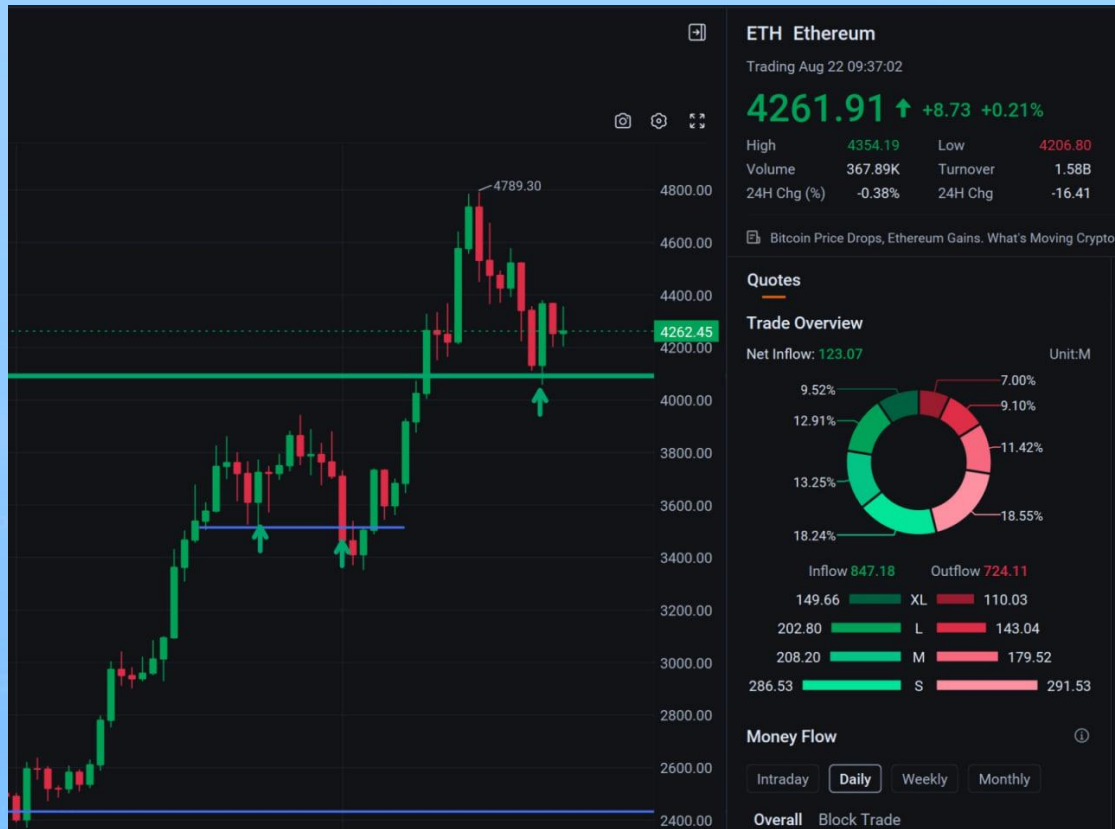 4789.30
4800.00
4600.00
4400.00
4262.45
4200.00
4000.00
3800.00
3600.00
3400.00
3200.00
3000.00
2800.00
2600.00
2400.00
ETH Ethereum
Trading Aug 22 09:37:02
4261.91 +8.73 +0.21%
High 4354.19 Low 4206.80
Volume 367.89K Turnover 1.58B
24H Chg (%) -0.38% 24H Chg -16.41
Bitcoin Price Drops, Ethereum Gains. What's Moving Crypto
Quotes
Trade Overview
Net Inflow: 123.07 Unit:M
9.52% 7.00%
12.91% 9.10%
13.25% 11.42%
18.24% 18.55%
Inflow 847.18 Outflow 724.11
149.66 XL 110.03
202.80 L 143.04
208.20 M 179.52
286.53 S 291.53
Money Flow
Intraday Daily Weekly Monthly
Overall Block Trade